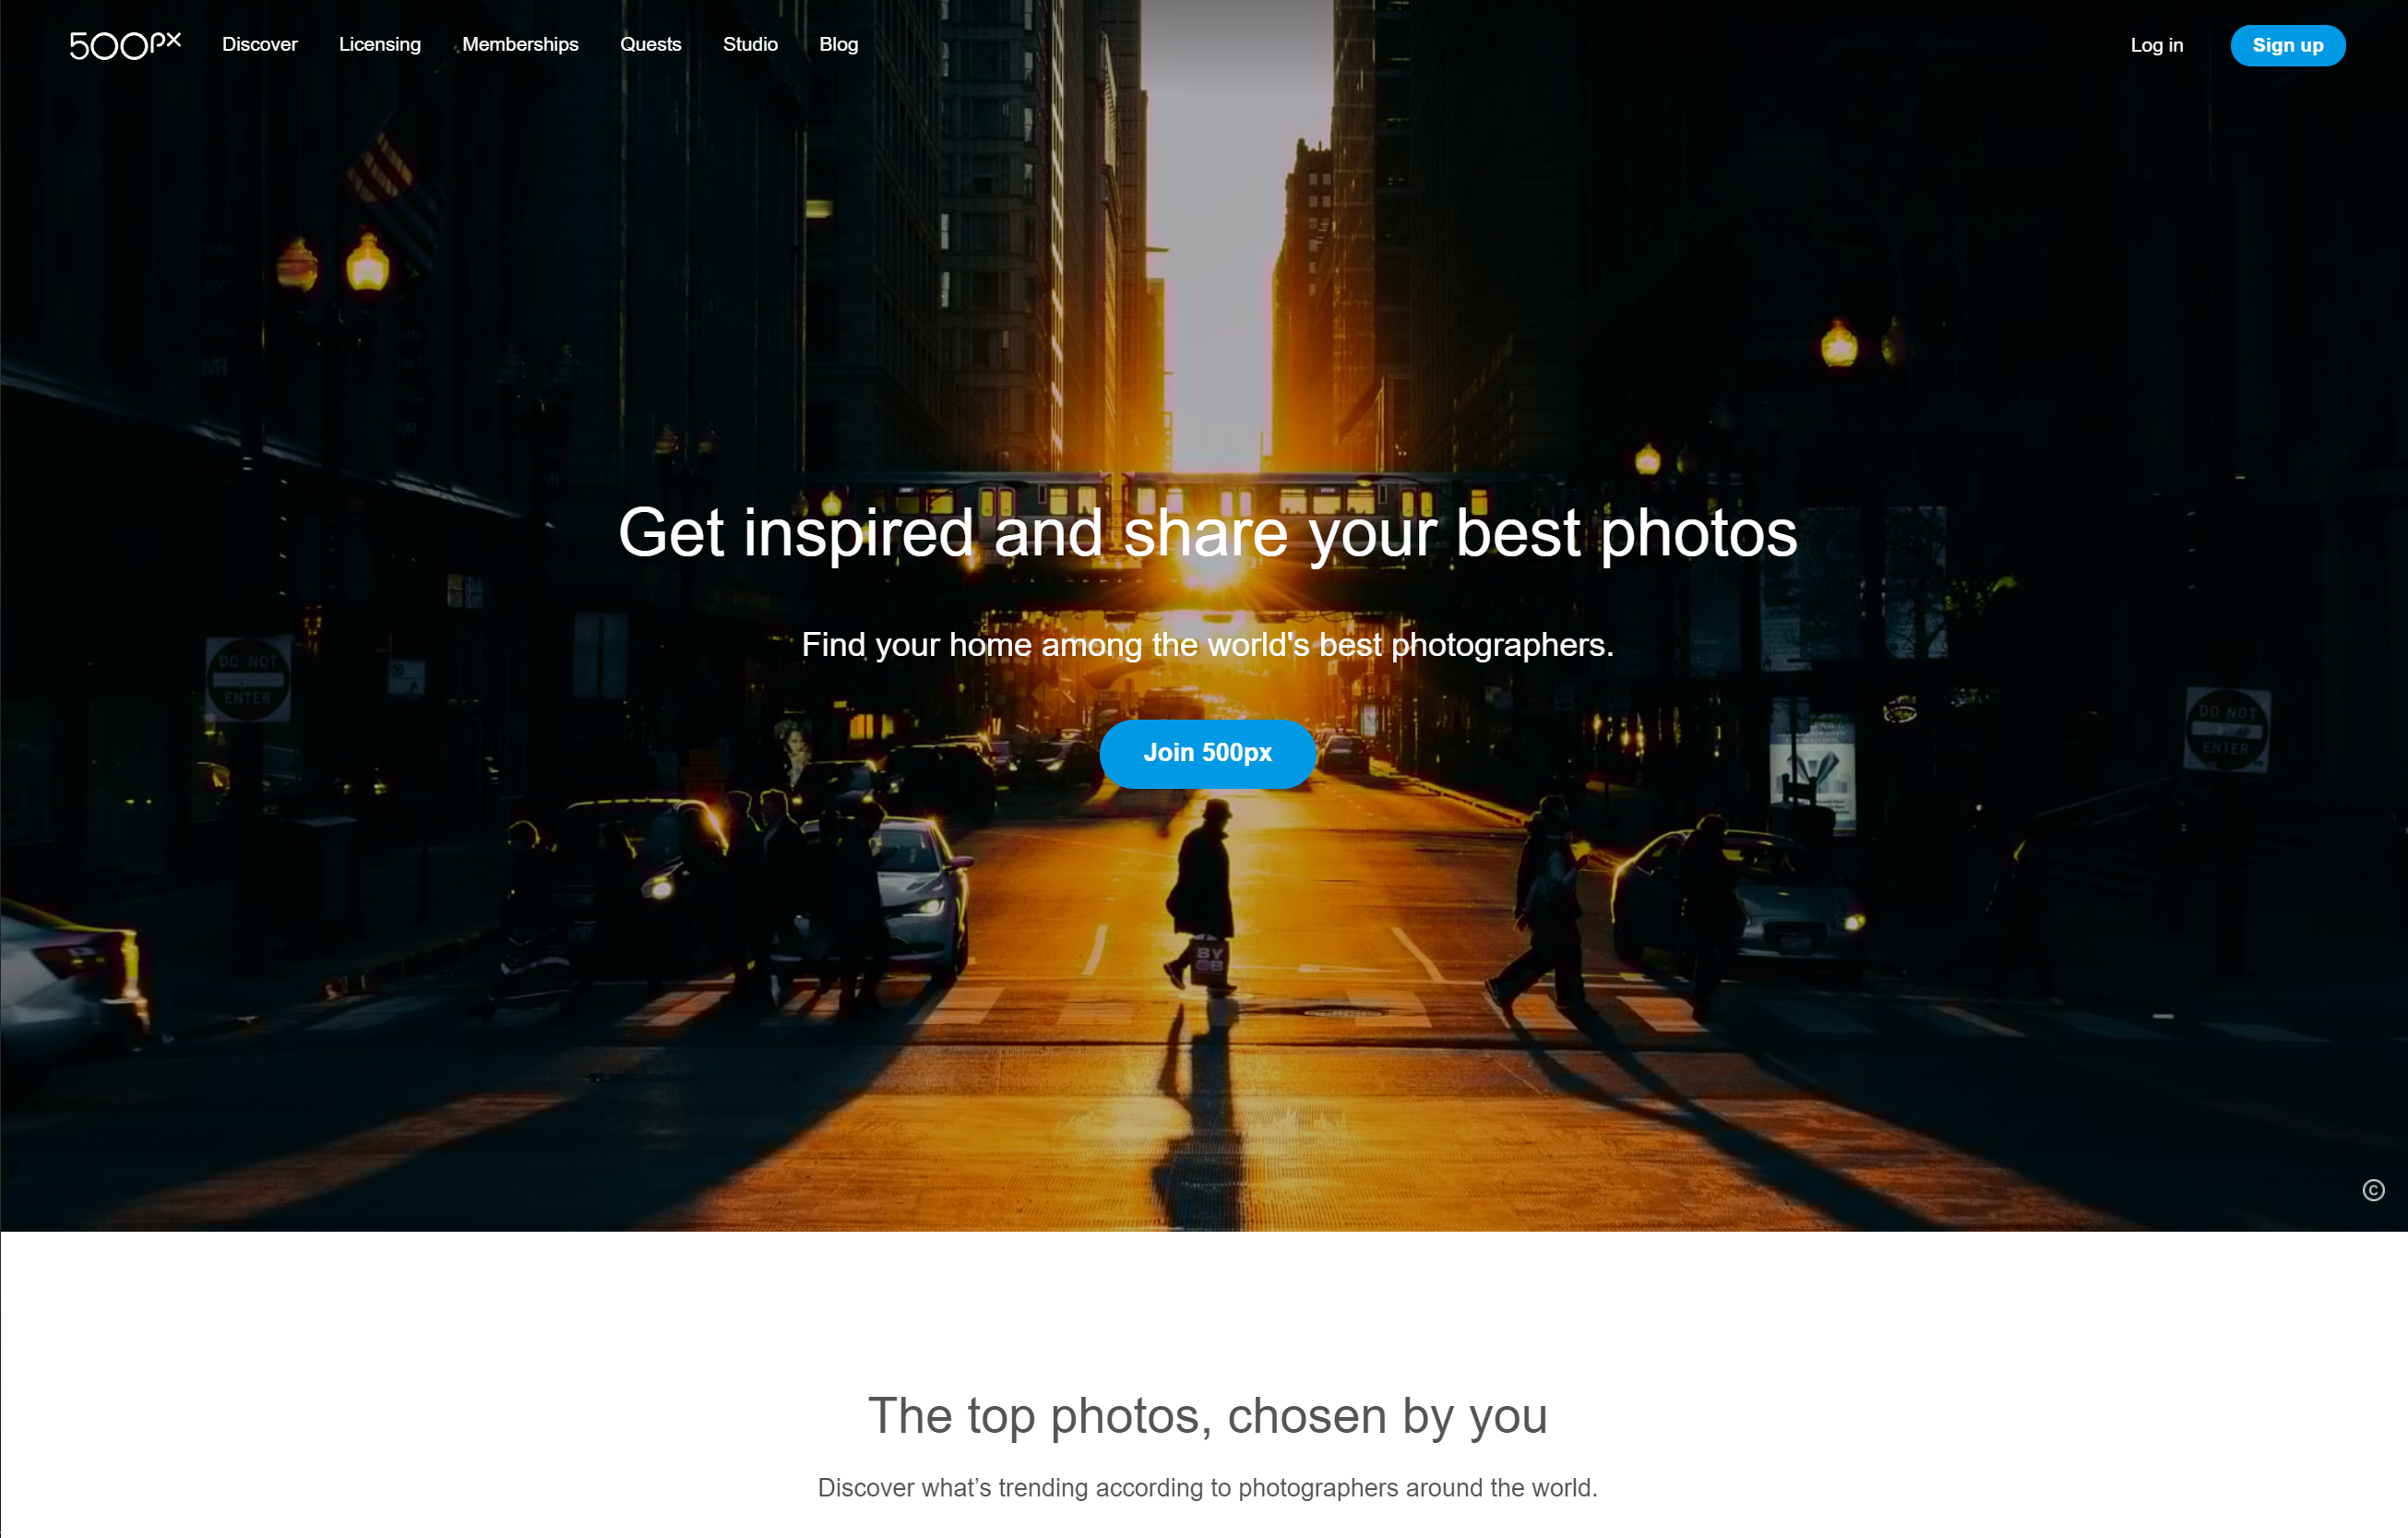 500px
Discover
Licensing
Memberships
Quests
Studio
Blog
Log in
Sign up
Get inspired and share your best photos
Find your home among the world's best photographers.
DO NOT
ENTER
DO NOT
ENTER
Join 500px
BY
OB
©
The top photos, chosen by you
Discover what’s trending according to photographers around the world.